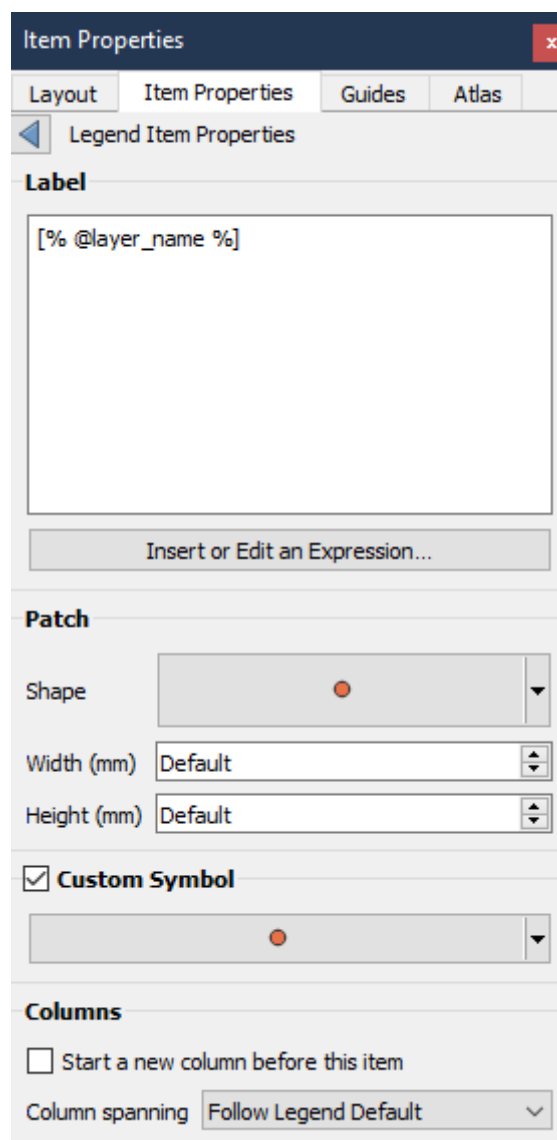 Item Properties
x
Layout Item Properties Guides Atlas
Legend Item Properties
Label
[% @layer_name %]
Insert or Edit an Expression...
Patch
Shape
Width (mm) Default
Height (mm) Default
Custom Symbol
Columns
Start a new column before this item
Column spanning Follow Legend Default